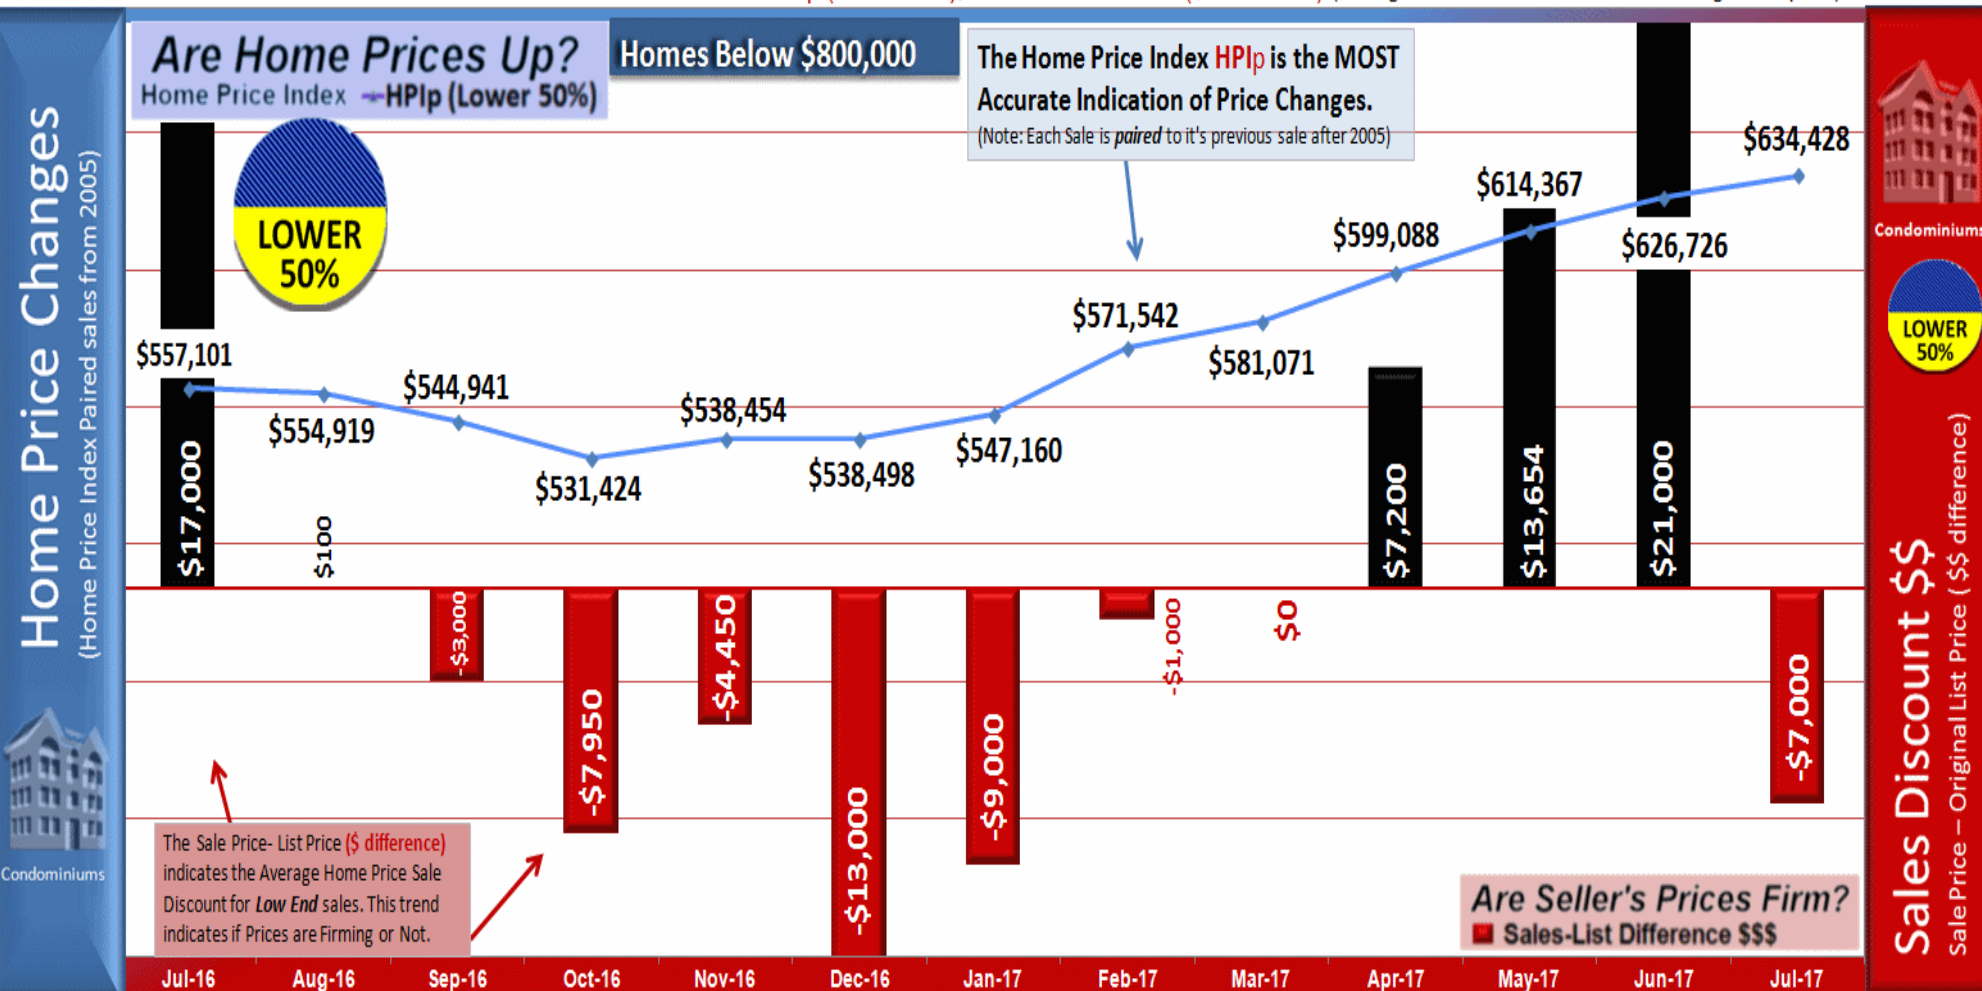 Are Home Prices Up?
Home Price Index HPIp (Lower 50%)
Homes Below $800,000
The Home Price Index HPIp is the MOST
Accurate Indication of Price Changes.
(Note: Each Sale is paired to it's previous sale after 2005)
Home Price Changes
(Home Price Index Paired sales from 2005)
Condominiums
LOWER
50%
$557,101
$554,919
$544,941
$531,424
$538,454
$538,498
$547,160
$571,542
$581,071
$599,088
$614,367
$626,726
$634,428
$17,000
$100
-$3,000
-$7,950
-$4,450
-$13,000
-$9,000
-$1,000
$0
$7,200
$13,654
$21,000
-$7,000
The Sale Price- List Price ($ difference)
indicates the Average Home Price Sale
Discount for Low End sales. This trend
indicates if Prices are Firming or Not.
Are Seller's Prices Firm?
Sales-List Difference $$$
Jul-16 Aug-16 Sep-16 Oct-16 Nov-16 Dec-16 Jan-17 Feb-17 Mar-17 Apr-17 May-17 Jun-17 Jul-17
Condominiums
LOWER
50%
Sales Discount $$
Sale Price – Original List Price ( $$ difference)